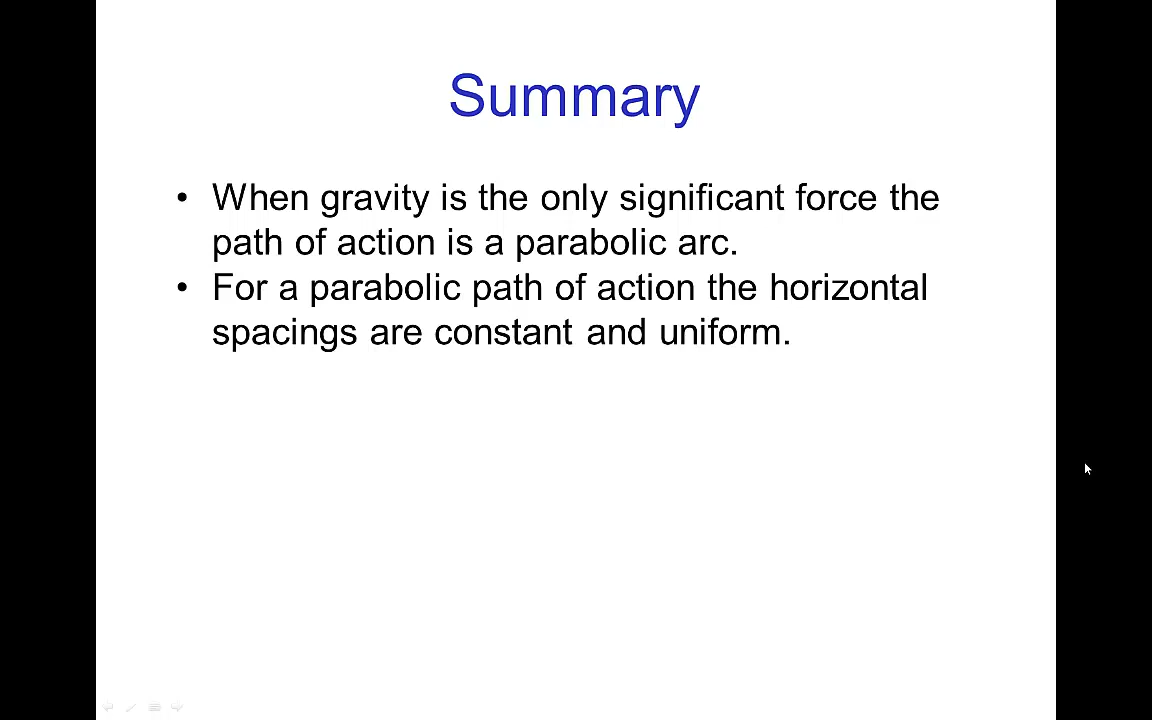 Summary
• When gravity is the only significant force the
path of action is a parabolic arc.
• For a parabolic path of action the horizontal
spacings are constant and uniform.